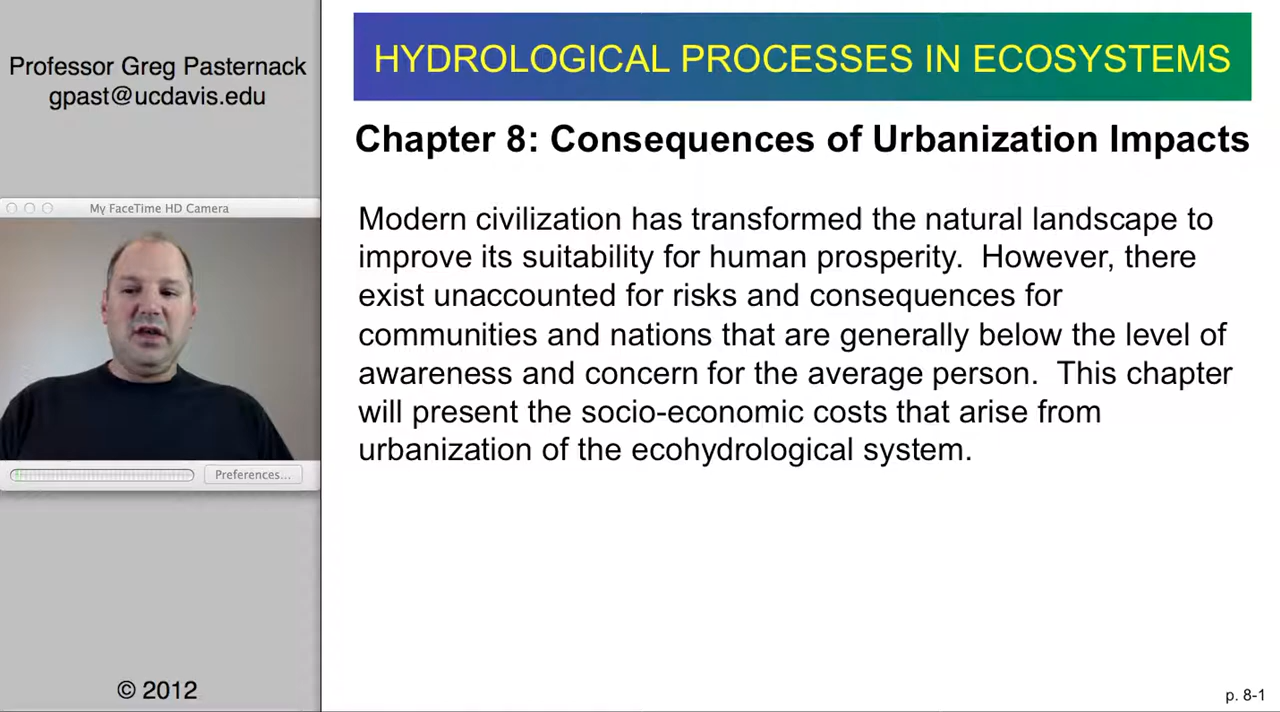 Professor Greg Pasternack
gpast@ucdavis.edu
My FaceTime HD Camera
Preferences...
© 2012
HYDROLOGICAL PROCESSES IN ECOSYSTEMS
Chapter 8: Consequences of Urbanization Impacts
Modern civilization has transformed the natural landscape to
improve its suitability for human prosperity.  However, there
exist unaccounted for risks and consequences for
communities and nations that are generally below the level of
awareness and concern for the average person.  This chapter
will present the socio-economic costs that arise from
urbanization of the ecohydrological system.
p. 8-1